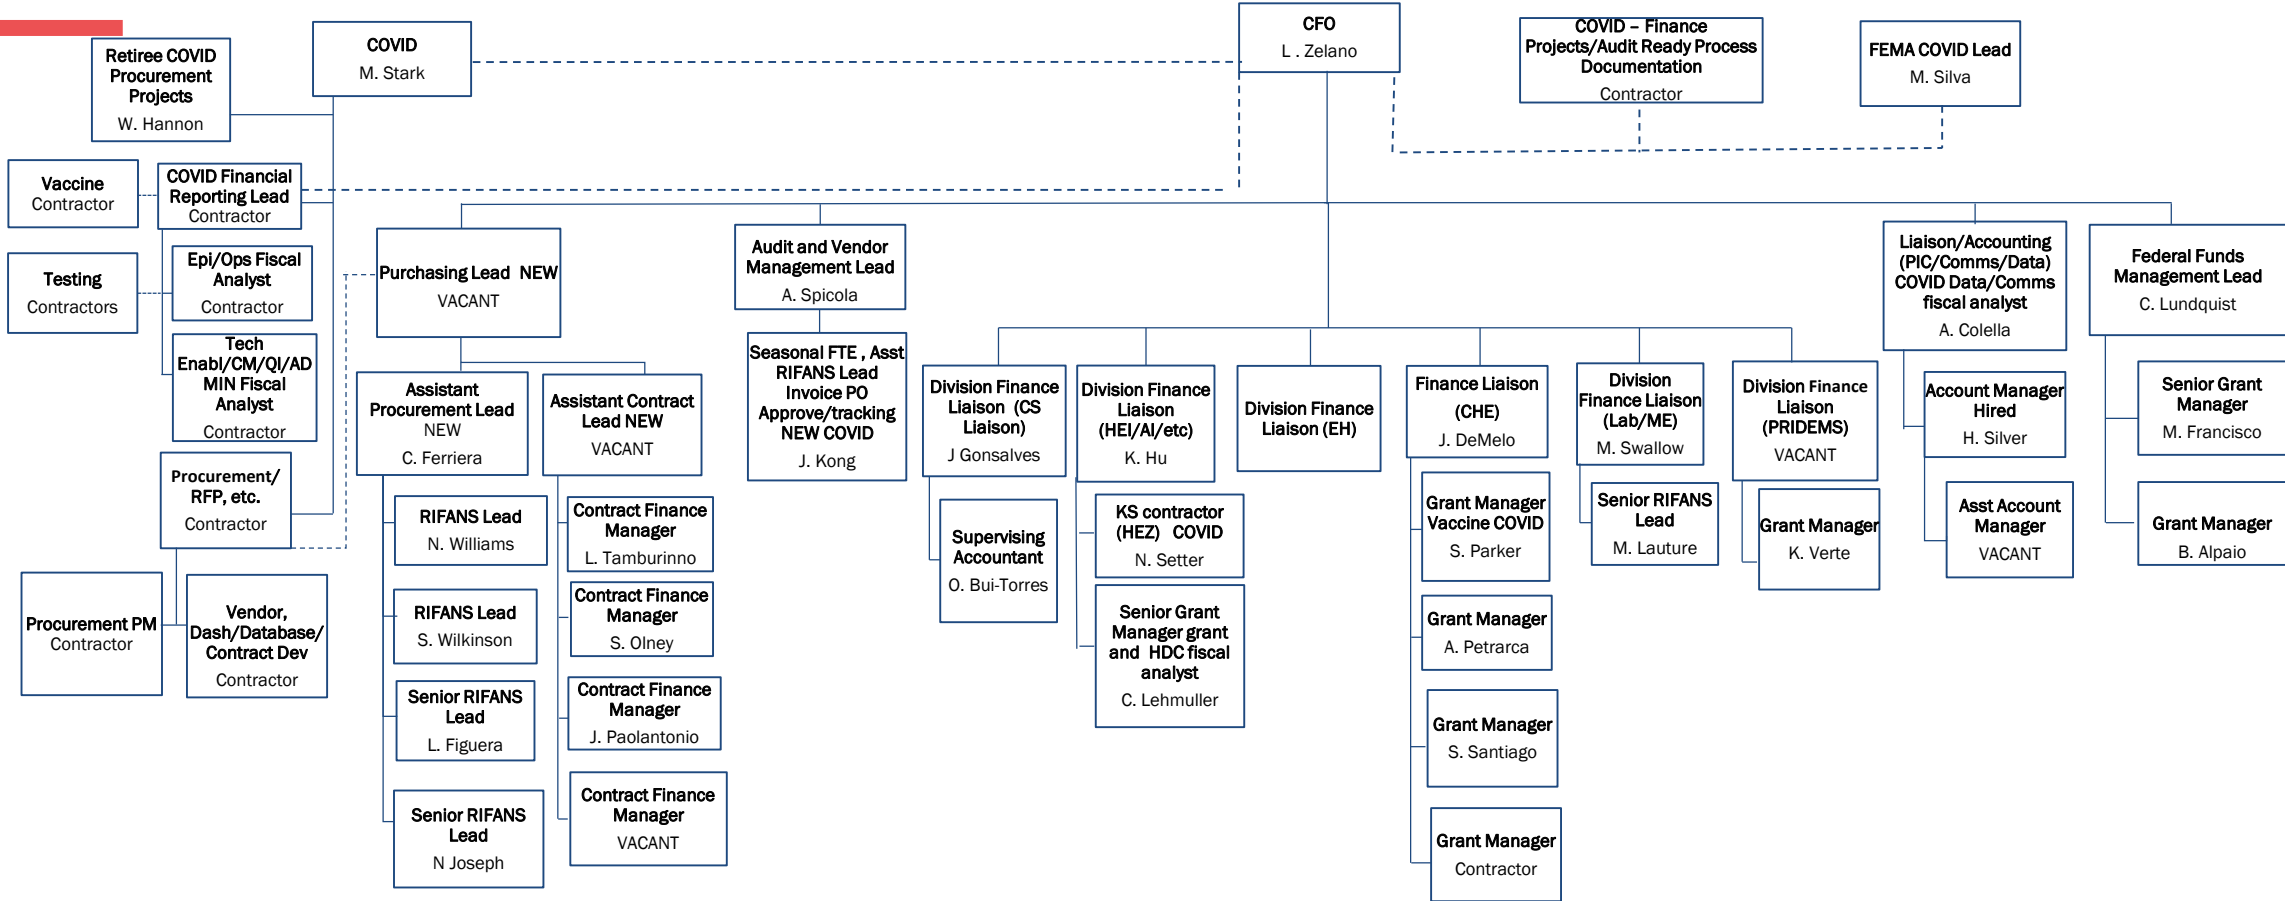 CFO
L . Zelano
COVID – Finance
Projects/Audit Ready Process
Documentation
Contractor
FEMA COVID Lead
M. Silva
COVID
M. Stark
Retiree COVID
Procurement
Projects
W. Hannon
Vaccine
Contractor
COVID Financial
Reporting Lead
Contractor
Testing
Contractors
Epi/Ops Fiscal
Analyst
Contractor
Tech
Enabl/CM/QI/AD
MIN Fiscal
Analyst
Contractor
Procurement/
RFP, etc.
Contractor
Procurement PM
Contractor
Vendor,
Dash/Database/
Contract Dev
Contractor
Purchasing Lead NEW
VACANT
Assistant
Procurement Lead
NEW
C. Ferriera
RIFANS Lead
N. Williams
RIFANS Lead
S. Wilkinson
Senior RIFANS
Lead
L. Figuera
Senior RIFANS
Lead
N Joseph
Assistant Contract
Lead NEW
VACANT
Contract Finance
Manager
L. Tamburinno
Contract Finance
Manager
S. Olney
Contract Finance
Manager
J. Paolantonio
Contract Finance
Manager
VACANT
Audit and Vendor
Management Lead
A. Spicola
Seasonal FTE , Asst
RIFANS Lead
Invoice PO
Approve/tracking
NEW COVID
J. Kong
Division Finance
Liaison (CS
Liaison)
J Gonsalves
Supervising
Accountant
O. Bui-Torres
Division Finance
Liaison
(HEI/AI/etc)
K. Hu
KS contractor
(HEZ) COVID
N. Setter
Senior Grant
Manager grant
and HDC fiscal
analyst
C. Lehmuller
Division Finance
Liaison (EH)
Finance Liaison
(CHE)
J. DeMelo
Grant Manager
Vaccine COVID
S. Parker
Grant Manager
A. Petrarca
Grant Manager
S. Santiago
Grant Manager
Contractor
Division
Finance Liaison
(Lab/ME)
M. Swallow
Senior RIFANS
Lead
M. Lauture
Division Finance
Liaison
(PRIDEMS)
VACANT
Grant Manager
K. Verte
Liaison/Accounting
(PIC/Comms/Data)
COVID Data/Comms
fiscal analyst
A. Colella
Account Manager
Hired
H. Silver
Asst Account
Manager
VACANT
Federal Funds
Management Lead
C. Lundquist
Senior Grant
Manager
M. Francisco
Grant Manager
B. Alpaio